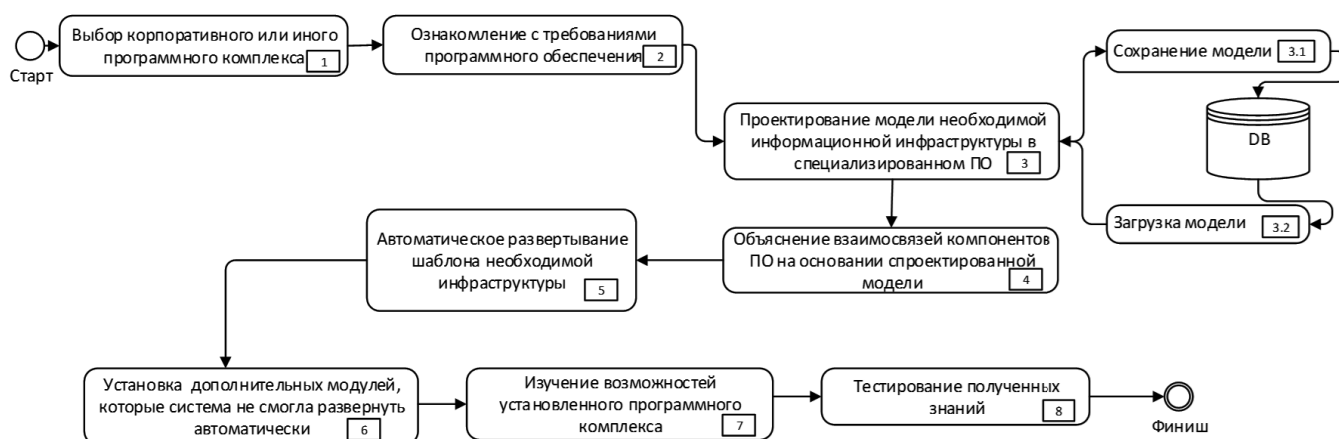 Старт
Выбор корпоративного или иного
программного комплекса 1
Ознакомление с требованиями
программного обеспечения 2
Проектирование модели необходимой
информационной инфраструктуры в
специализированном ПО 3
Сохранение модели 3.1
DB
Загрузка модели 3.2
Объяснение взаимосвязей компонентов
ПО на основании спроектированной
модели 4
Автоматическое развертывание
шаблона необходимой
инфраструктуры 5
Установка дополнительных модулей,
которые система не смогла развернуть
автоматически 6
Изучение возможностей
установленного программного
комплекса 7
Тестирование полученных
знаний 8
Финиш